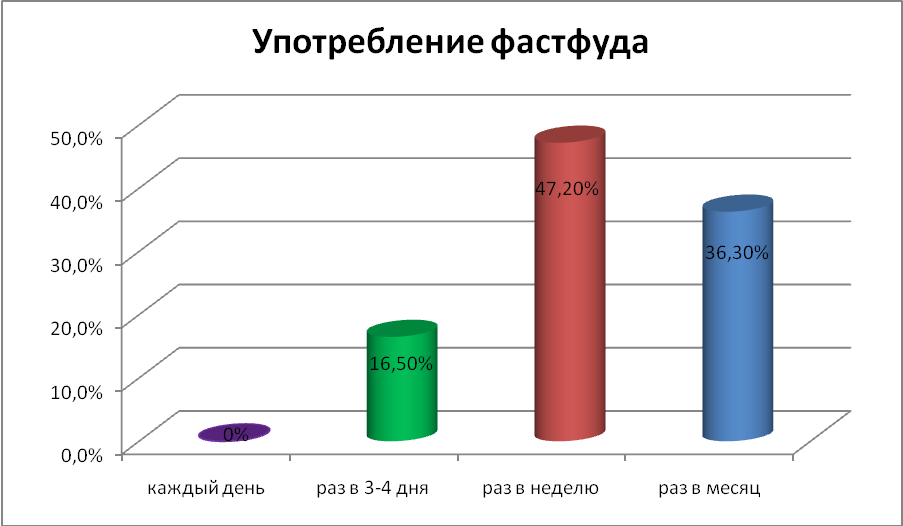 Употребление фастфуда
50,0%
40,0%
30,0%
20,0%
10,0%
0,0%
0%
16,50%
47,20%
36,30%
каждый день
раз в 3-4 дня
раз в неделю
раз в месяц